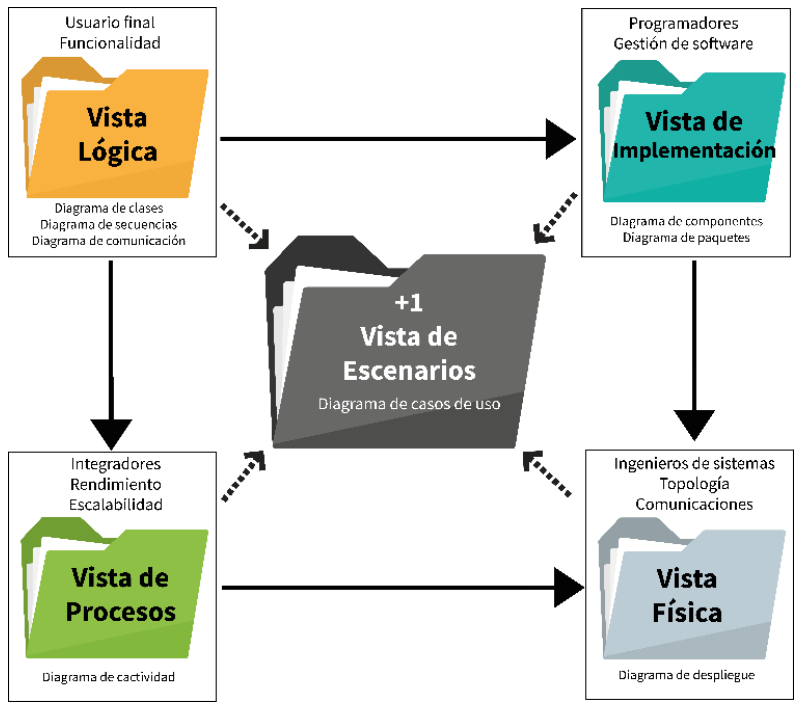 Usuario final
Funcionalidad
Vista
Lógica
Diagrama de clases
Diagrama de secuencias
Diagrama de comunicación
Programadores
Gestión de software
Vista de
Implementación
DIagrama de componentes
Diagrama de paquetes
+1
Vista de
Escenarios
Diagrama de casos de uso
Integradores
Rendimiento
Escalabilidad
Vista de
Procesos
Diagrama de cactividad
Ingenieros de sistemas
Topología
Comunicaciones
Vista
Física
Diagrama de despliegue